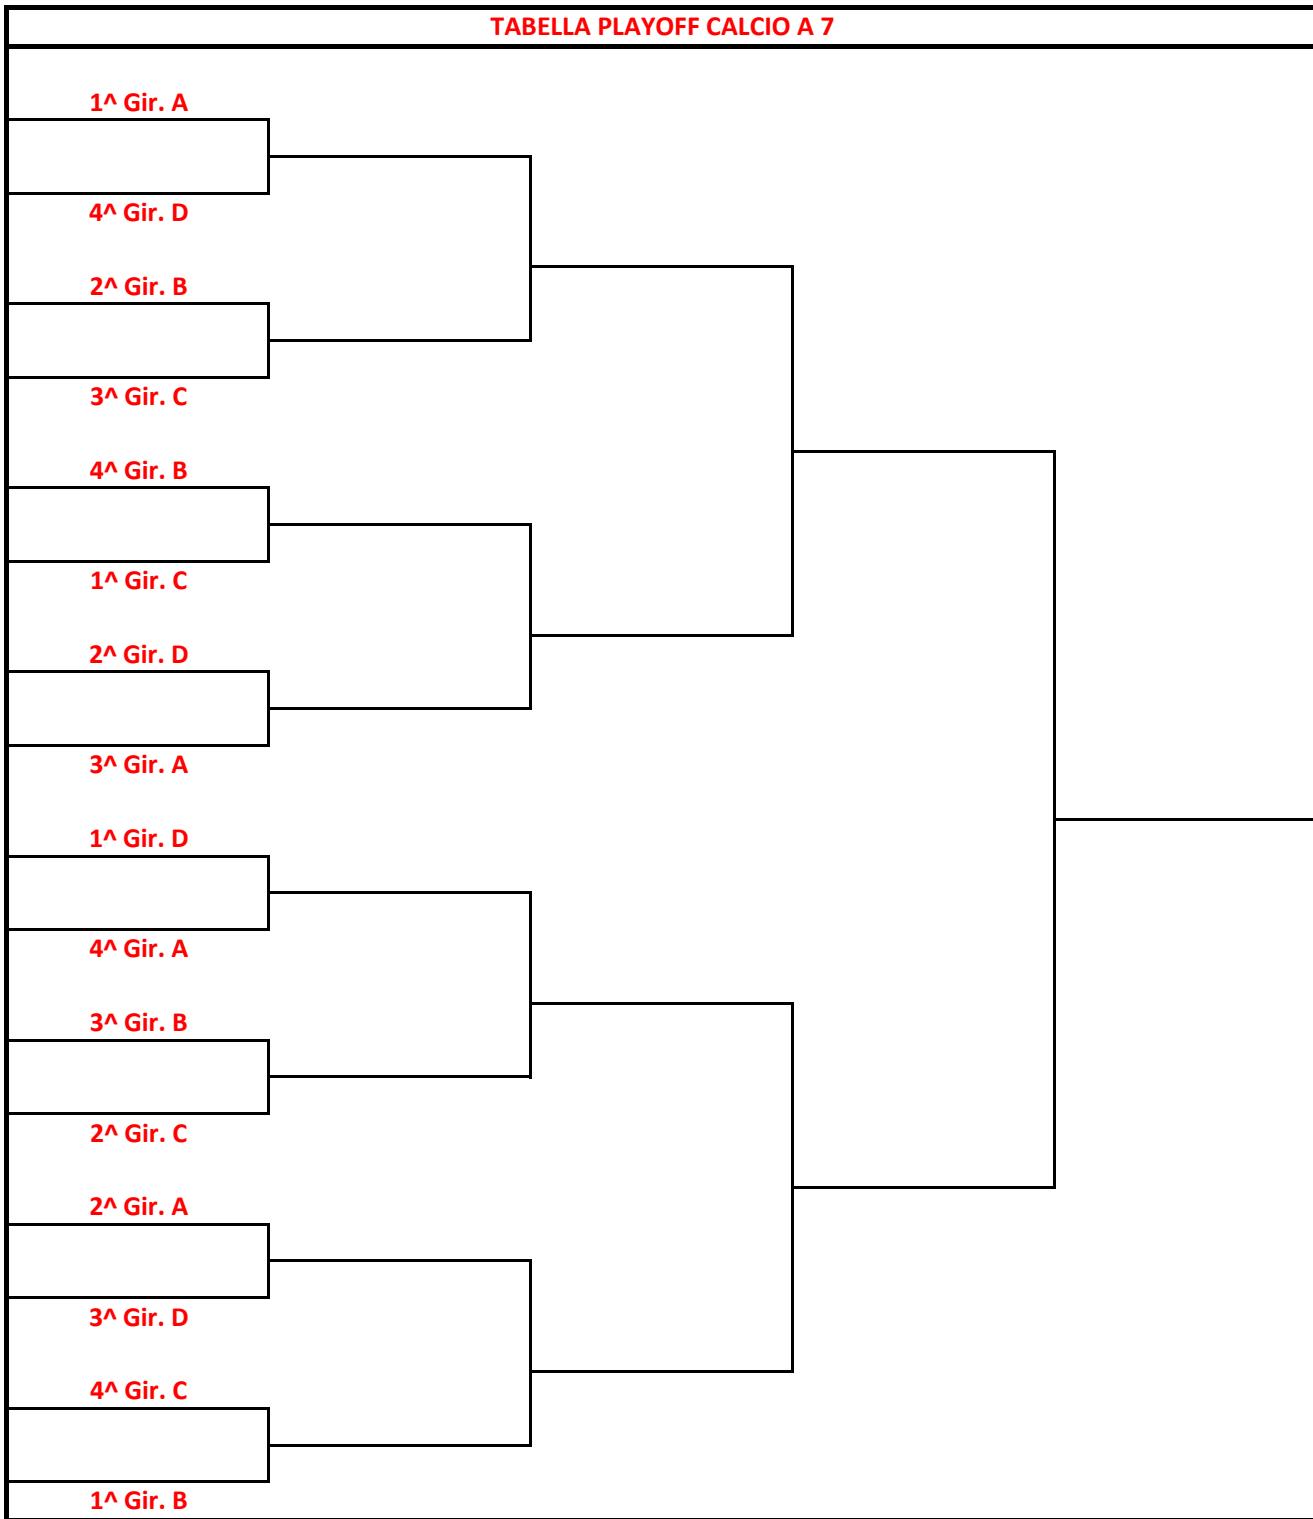 TABELLA PLAYOFF CALCIO A 7
1^ Gir. A
4^ Gir. D
2^ Gir. B
3^ Gir. C
4^ Gir. B
1^ Gir. C
2^ Gir. D
3^ Gir. A
1^ Gir. D
4^ Gir. A
3^ Gir. B
2^ Gir. C
2^ Gir. A
3^ Gir. D
4^ Gir. C
1^ Gir. B